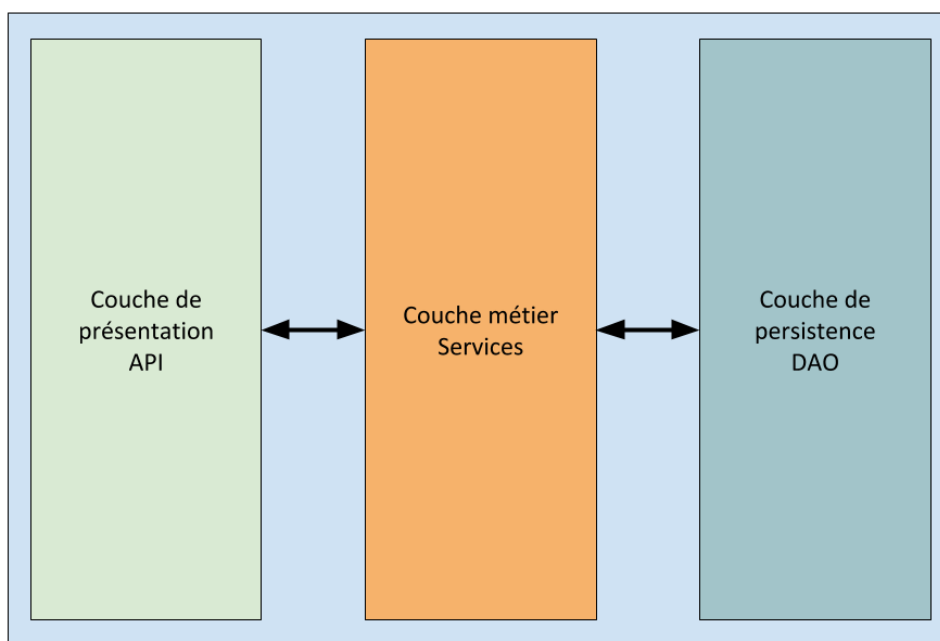 Couche de
présentation
API
Couche métier
Services
Couche de
persistence
DAO